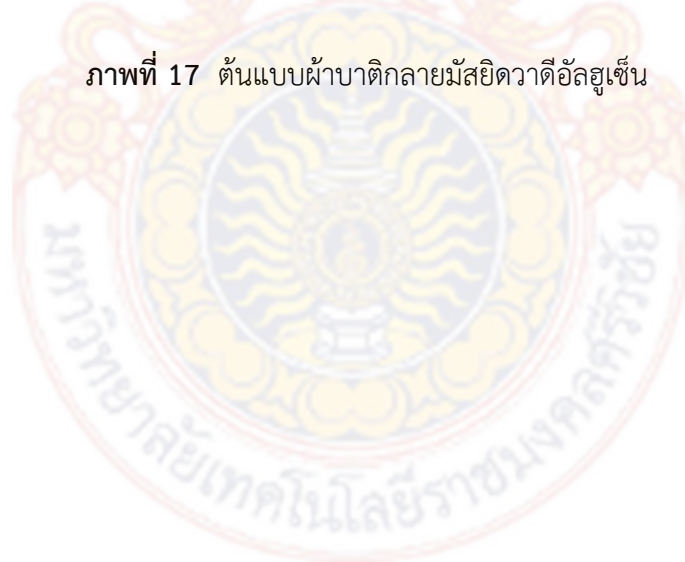 ภาพที่ 17 ต้นแบบผ้าบาติกลายมัสยิดวาดีอัลฮูเซ็น
มหาวิทยาลัยเทคโนโลยีราชมงคลศรีวิชัย